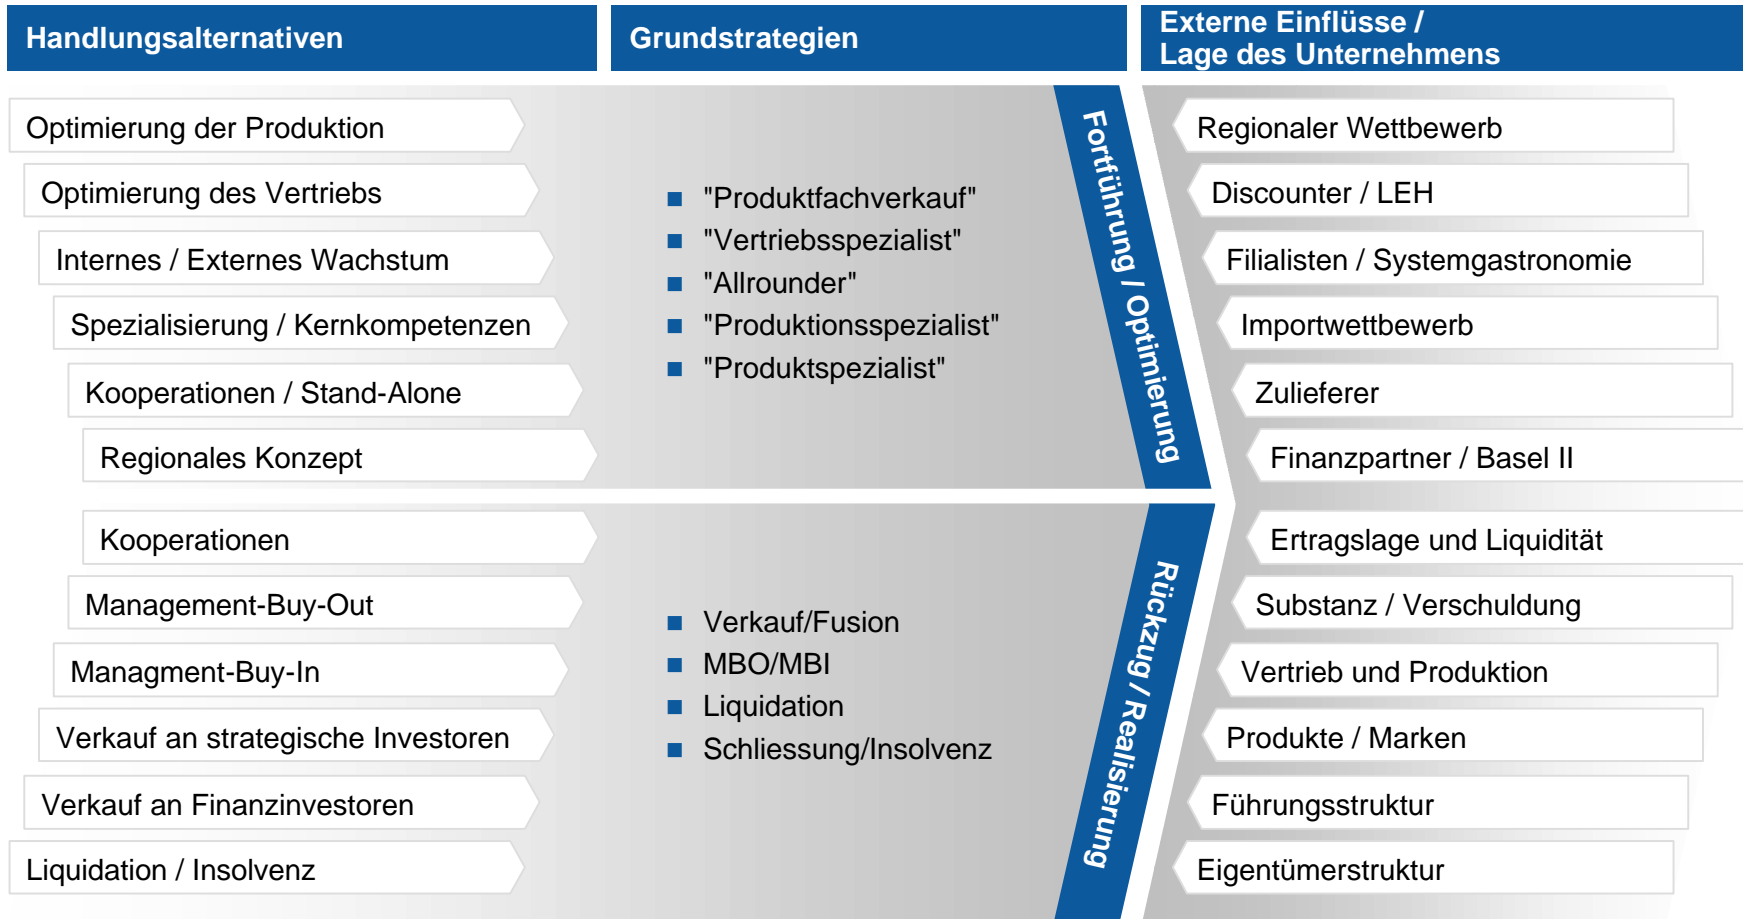 Handlungsalternativen
Grundstrategien
Externe Einflüsse /
Lage des Unternehmens
Optimierung der Produktion
Optimierung des Vertriebs
Internes / Externes Wachstum
Spezialisierung / Kernkompetenzen
Kooperationen / Stand-Alone
Regionales Konzept
Kooperationen
Management-Buy-Out
Managment-Buy-In
Verkauf an strategische Investoren
Verkauf an Finanzinvestoren
Liquidation / Insolvenz
"Produktfachverkauf"
"Vertriebsspezialist"
"Allrounder"
"Produktionsspezialist"
"Produktspezialist"
Verkauf/Fusion
MBO/MBI
Liquidation
Schliessung/Insolvenz
Fortführung / Optimierung
Rückzug / Realisierung
Regionaler Wettbewerb
Discounter / LEH
Filialisten / Systemgastronomie
Importwettbewerb
Zulieferer
Finanzpartner / Basel II
Ertragslage und Liquidität
Substanz / Verschuldung
Vertrieb und Produktion
Produkte / Marken
Führungsstruktur
Eigentümerstruktur